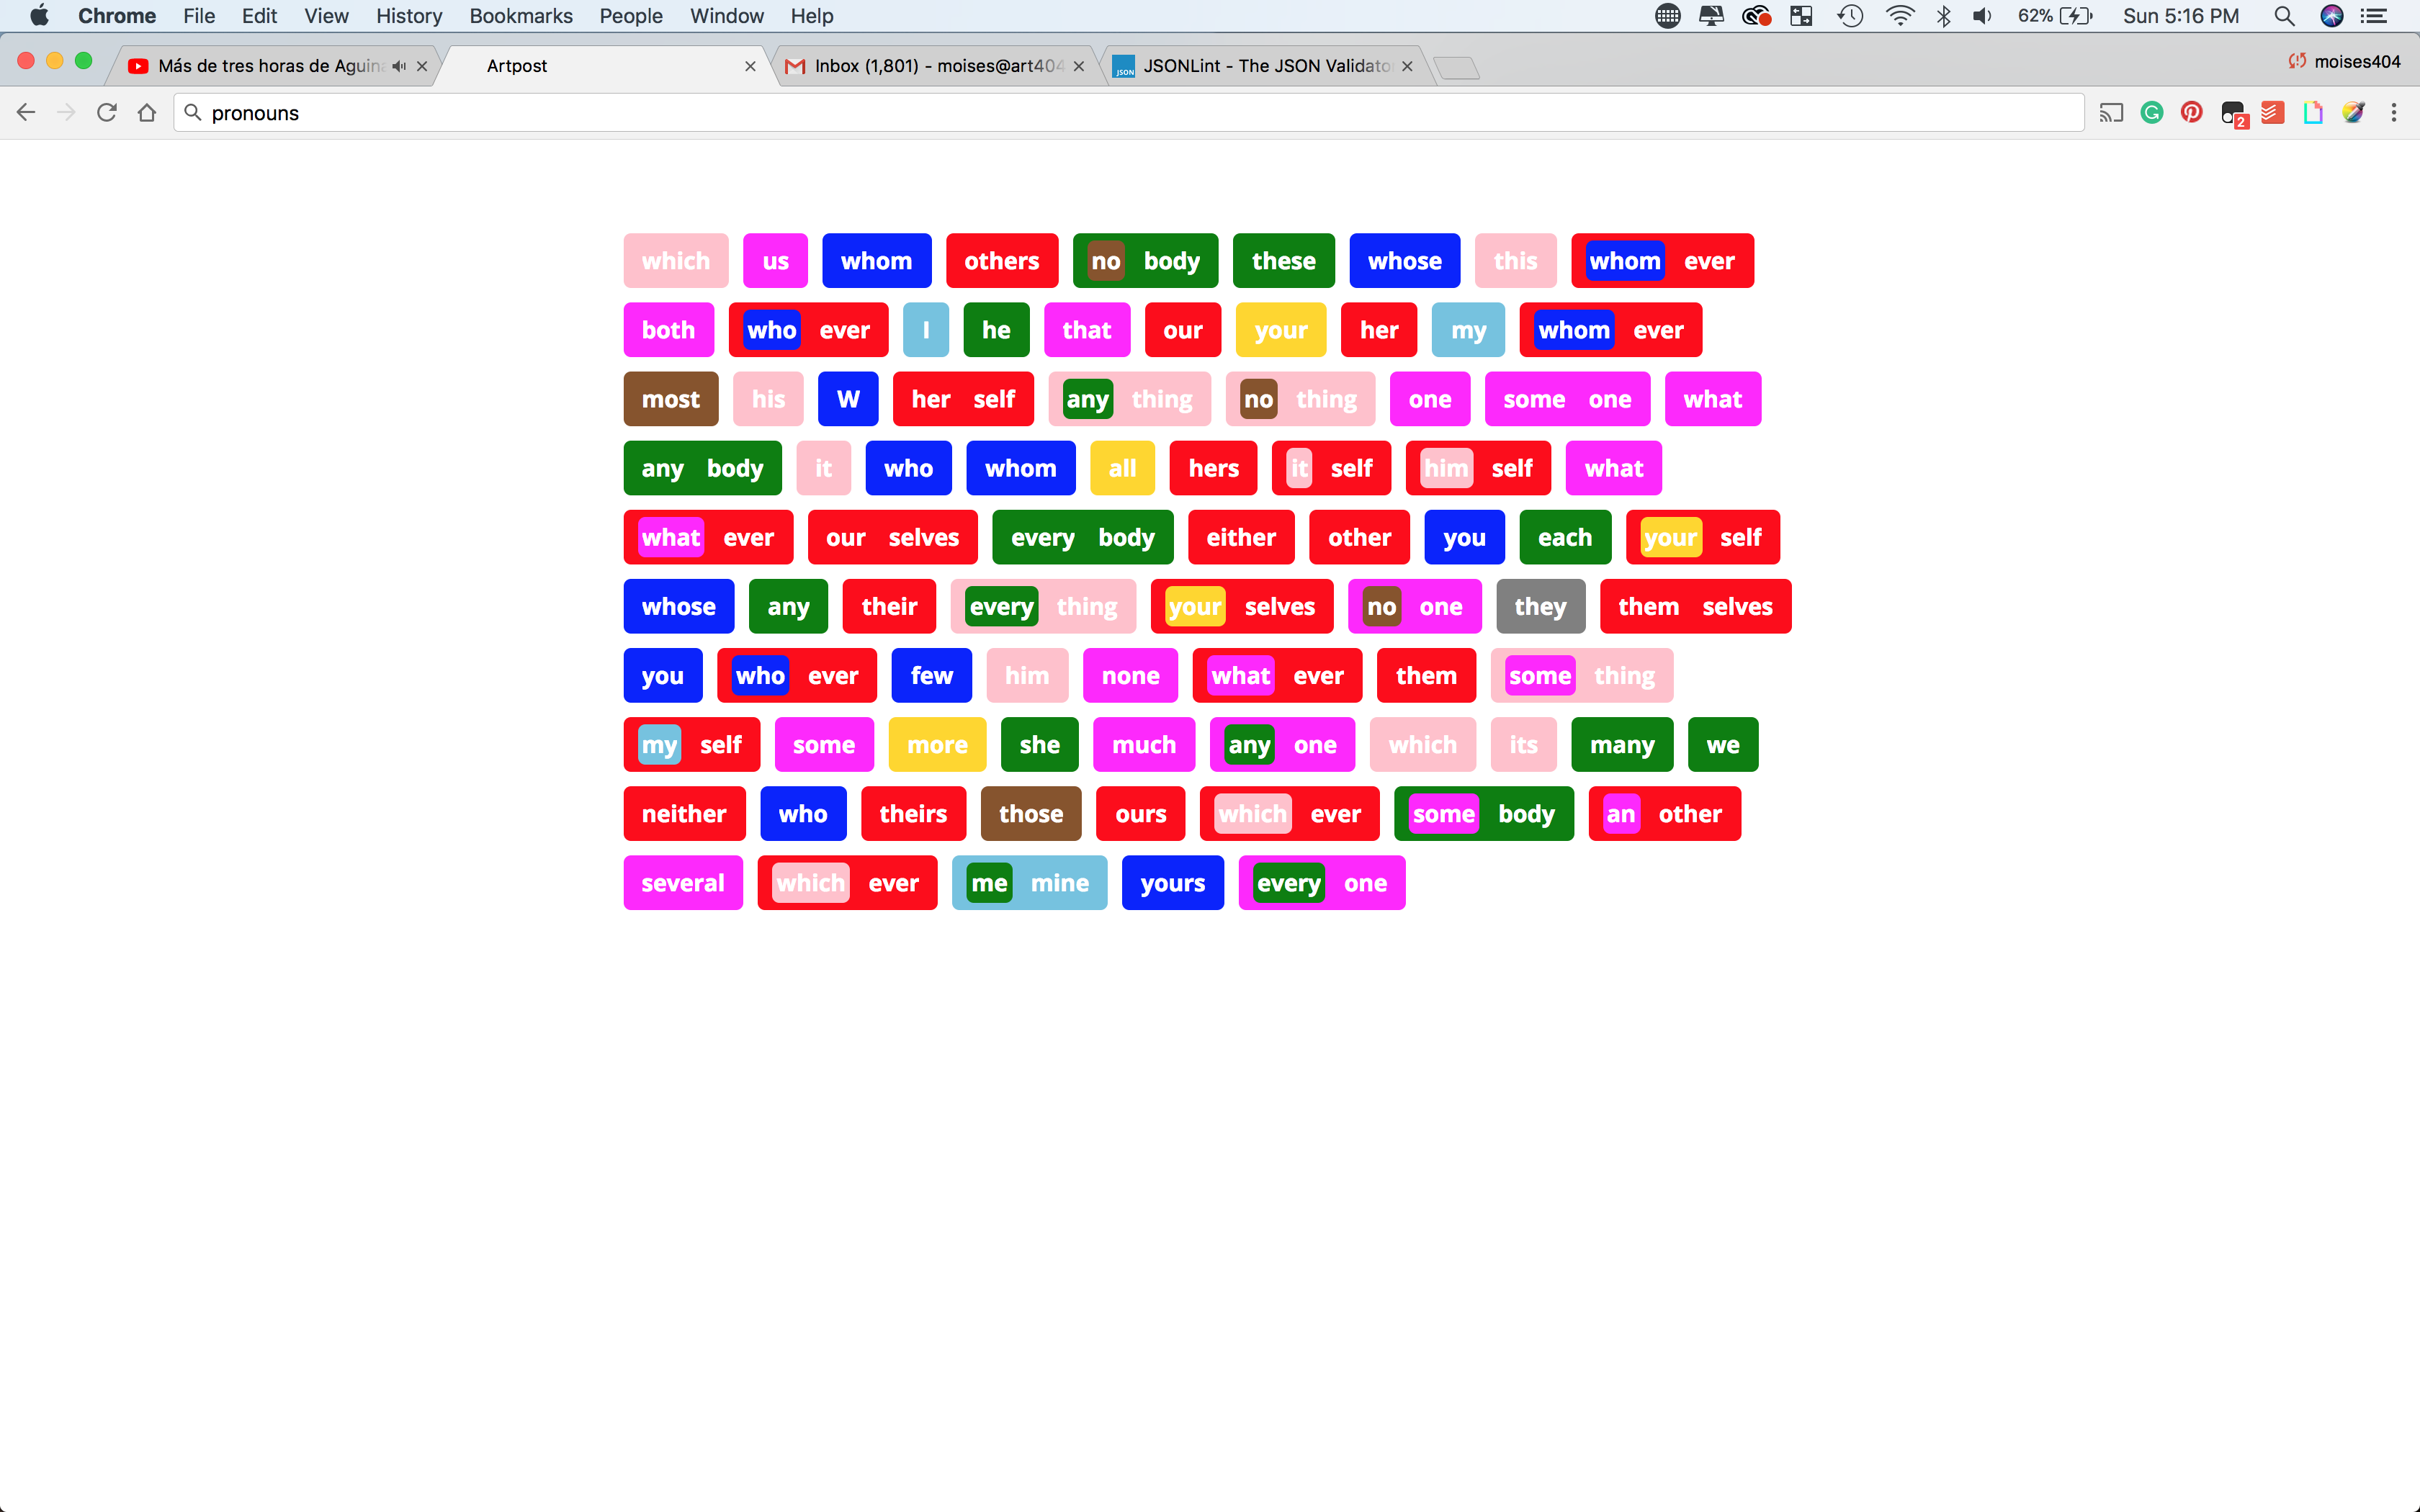 Chrome File Edit View History Bookmarks People Window Help 62% Sun 5:16 PM
Más de tres horas de Aguina Artpost Inbox (1,801) - moises@art404 JSON JSONLint - The JSON Validator moises404
pronouns 2
which us whom others no body these whose this whom ever
both who ever I he that our your her my whom ever
most his W her self any thing no thing one some one what
any body it who whom all hers it self him self what
what ever our selves every body either other you each your self
whose any their every thing your selves no one they them selves
you who ever few him none what ever them some thing
my self some more she much any one which its many we
neither who theirs those ours which ever some body an other
several which ever me mine yours every one